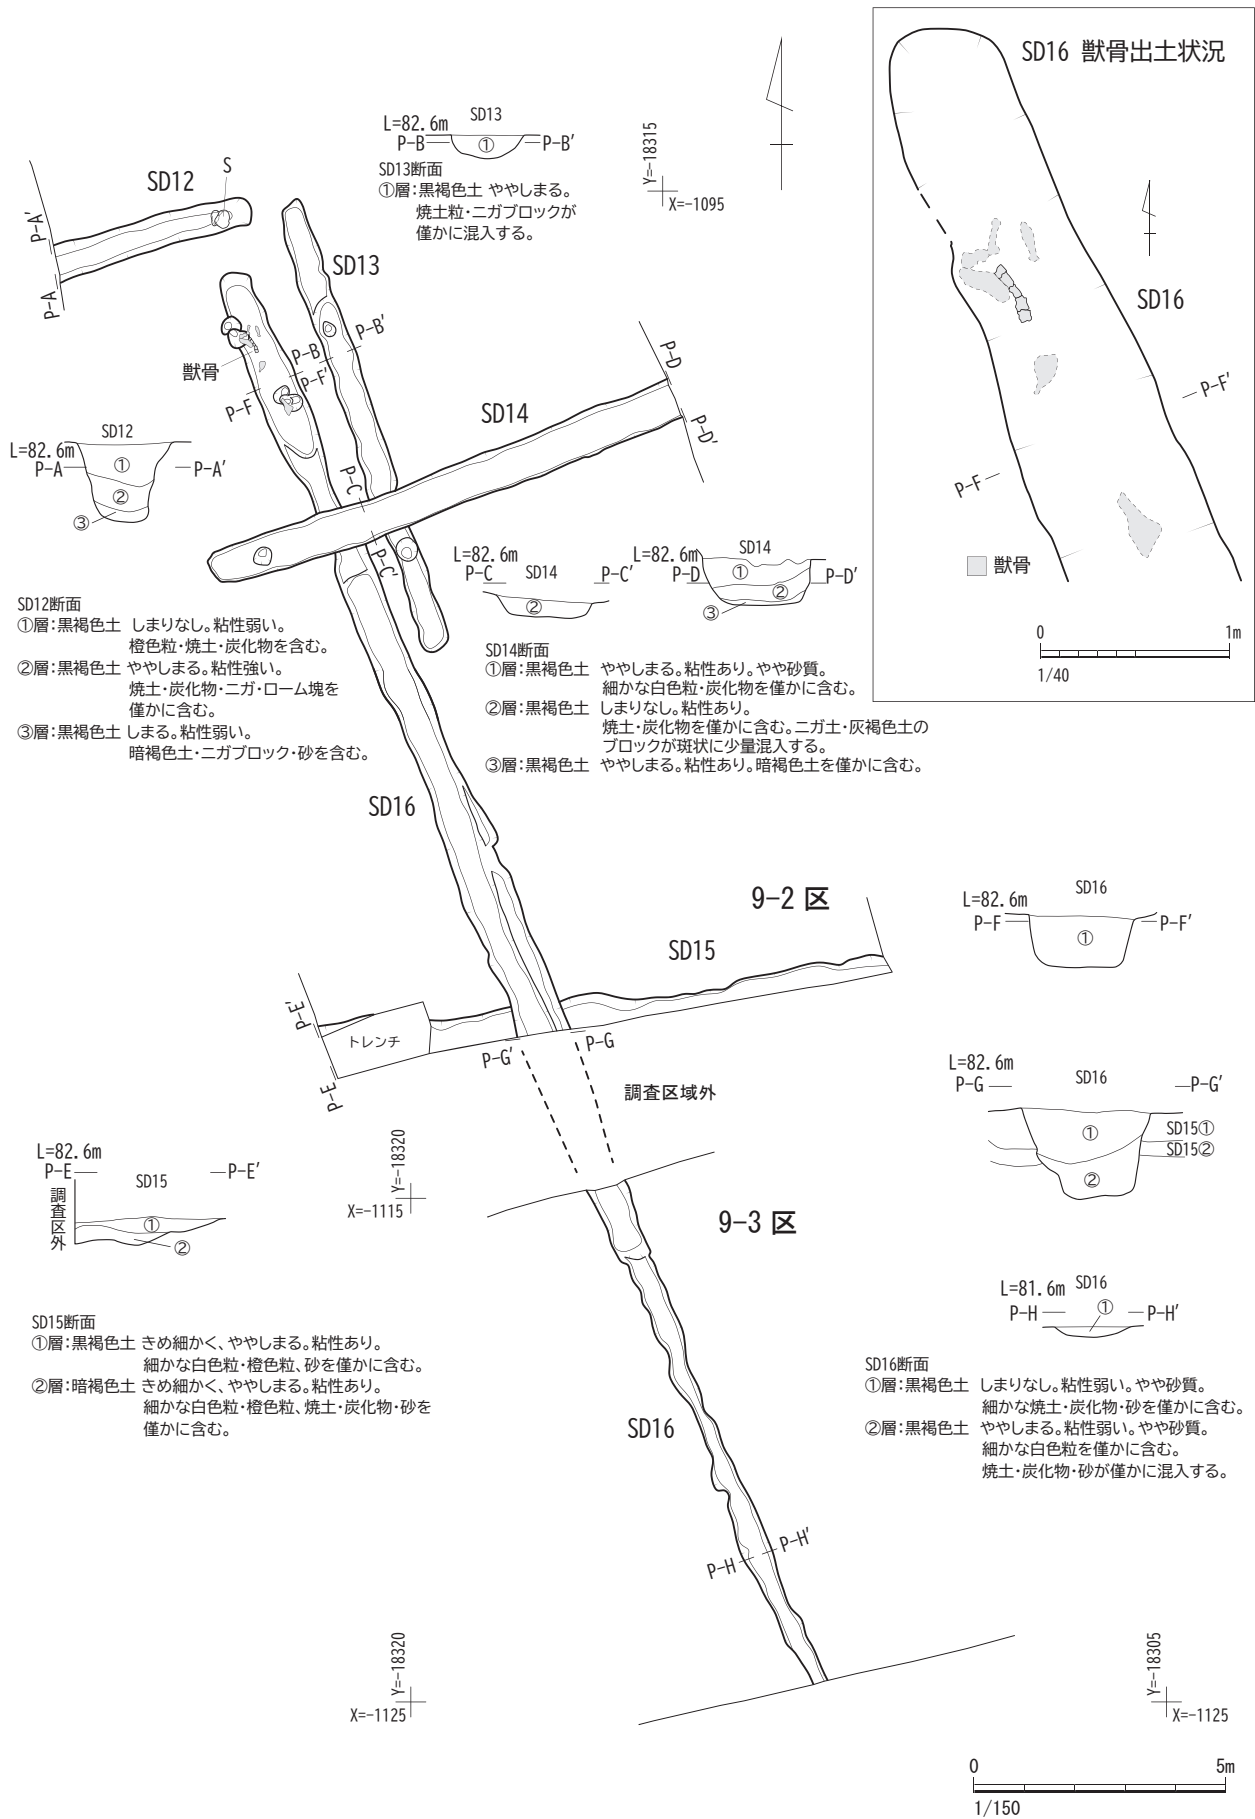 SD16 獣骨出土状況
SD16
P-F′
P-F
獣骨
0 1m
1/40
SD13
L=82.6m
P-B P-B′
SD13断面
①層:黒褐色土 ややしまる。
焼土粒・ニガブロックが
僅かに混入する。
①
Y=-18315
X=-1095
S
SD12
P-A′
P-A
SD13
P-B′
P-B
P-F′
獣骨
P-F
P-D
SD14
P-D′
P-C
P-C′
SD12
L=82.6m
P-A P-A′
①
②
③
SD12断面
①層:黒褐色土 しまりなし。粘性弱い。
橙色粒・焼土・炭化物を含む。
②層:黒褐色土 ややしまる。粘性強い。
焼土・炭化物・ニガ・ローム塊を
僅かに含む。
③層:黒褐色土 しまる。粘性弱い。
暗褐色土・ニガブロック・砂を含む。
L=82.6m
P-C SD14 P-C′
②
L=82.6m
P-D SD14 P-D′
①
②
③
SD14断面
①層:黒褐色土 ややしまる。粘性あり。やや砂質。
細かな白色粒・炭化物を僅かに含む。
②層:黒褐色土 しまりなし。粘性あり。
焼土・炭化物を僅かに含む。ニガ土・灰褐色土の
ブロックが斑状に少量混入する。
③層:黒褐色土 ややしまる。粘性あり。暗褐色土を僅かに含む。
SD16
9-2 区
SD15
P-E′
トレンチ
P-E
P-G′
P-G
調査区域外
SD16
L=82.6m
P-F P-F′
①
L=82.6m
SD16
P-G P-G′
①
②
SD15①
SD15②
Y=-18320
X=-1115
9-3 区
L=82.6m
P-E P-E′
SD15
調査区外
①
②
SD15断面
①層:黒褐色土 きめ細かく、ややしまる。粘性あり。
細かな白色粒・橙色粒、砂を僅かに含む。
②層:暗褐色土 きめ細かく、ややしまる。粘性あり。
細かな白色粒・橙色粒、焼土・炭化物・砂を
僅かに含む。
L=81.6m SD16
P-H ① P-H′
SD16断面
①層:黒褐色土 しまりなし。粘性弱い。やや砂質。
細かな焼土・炭化物・砂を僅かに含む。
②層:黒褐色土 ややしまる。粘性弱い。やや砂質。
細かな白色粒を僅かに含む。
焼土・炭化物・砂が僅かに混入する。
SD16
P-H
P-H′
Y=-18320
X=-1125
Y=-18305
X=-1125
0 5m
1/150